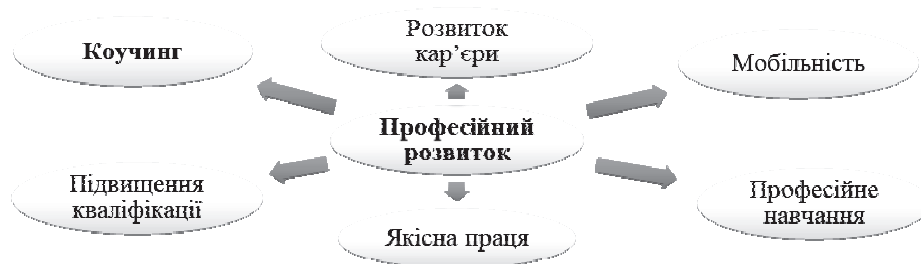 Розвиток
кар’єри
Коучинг
Мобільність
Професійний
розвиток
Підвищення
кваліфікації
Професійне
навчання
Якісна праця